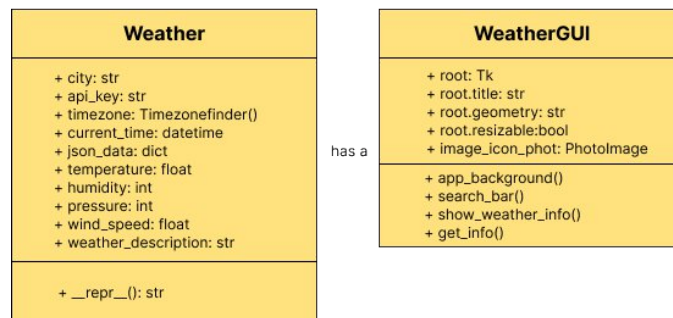 Weather
+ city: str
+ api_key: str
+ timezone: Timezonefinder()
+ current_time: datetime
+ json_data: dict
+ temperature: float
+ humidity: int
+ pressure: int
+ wind_speed: float
+ weather_description: str
+ __repr__(): str
has a
WeatherGUI
+ root: Tk
+ root.title: str
+ root.geometry: str
+ root.resizable:bool
+ image_icon_phot: PhotoImage
+ app_background()
+ search_bar()
+ show_weather_info()
+ get_info()